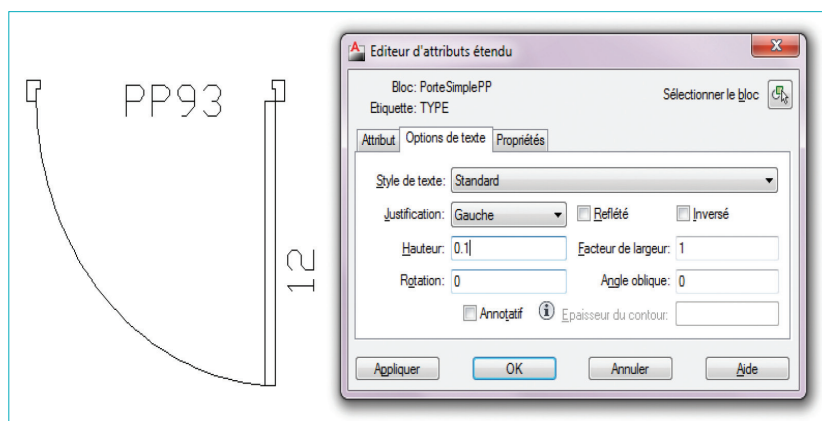 PP93
12
Editeur d'attributs étendu
Bloc: PorteSimplePP
Sélectionner le bloc
Etiquette: TYPE
Attribut Options de texte Propriétés
Style de texte: Standard
Justification: Gauche Reflété Inversé
Hauteur: 0.1 Facteur de largeur: 1
Rotation: 0 Angle oblique: 0
Annotatif Epaisseur du contour:
Appliquer OK Annuler Aide